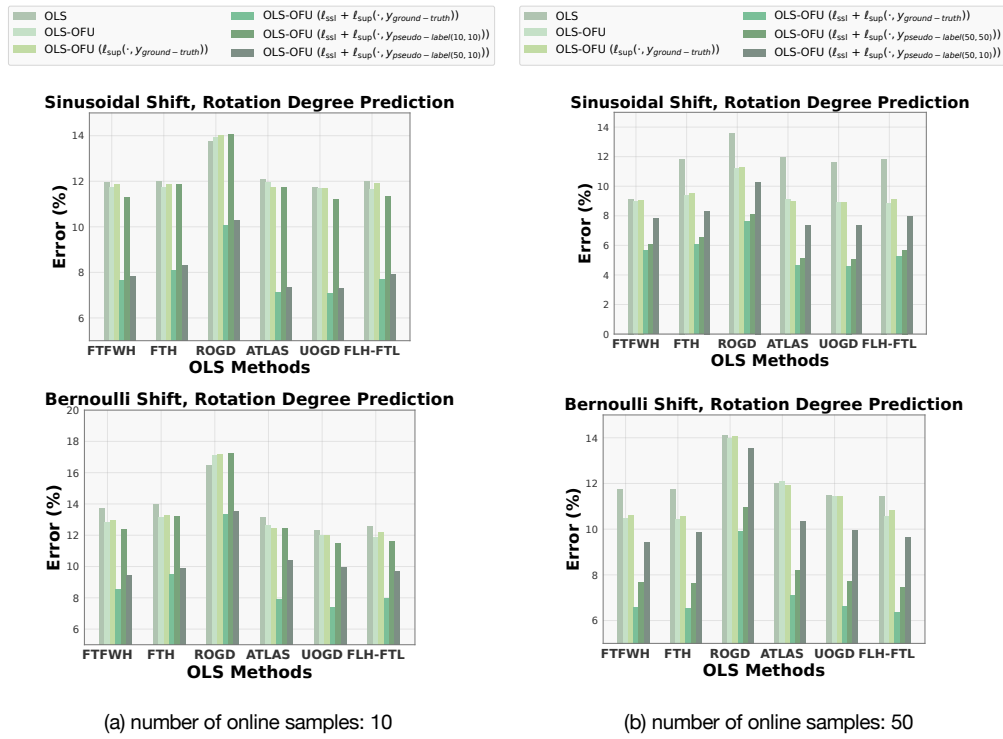 OLS
OLS-OFU
OLS-OFU (ℓsup(·, yground−truth))
OLS-OFU (ℓssl + ℓsup(·, yground−truth))
OLS-OFU (ℓssl + ℓsup(·, ypseudo−label(10,10)))
OLS-OFU (ℓssl + ℓsup(·, ypseudo−label(50,10)))
Sinusoidal Shift, Rotation Degree Prediction
Error (%)
14
12
10
8
6
FTFWH FTH ROGD ATLAS UOGD FLH-FTL
OLS Methods
Bernoulli Shift, Rotation Degree Prediction
Error (%)
20
18
16
14
12
10
8
6
FTFWH FTH ROGD ATLAS UOGD FLH-FTL
OLS Methods
(a) number of online samples: 10
OLS
OLS-OFU
OLS-OFU (ℓsup(·, yground−truth))
OLS-OFU (ℓssl + ℓsup(·, yground−truth))
OLS-OFU (ℓssl + ℓsup(·, ypseudo−label(50,50)))
OLS-OFU (ℓssl + ℓsup(·, ypseudo−label(50,10)))
Sinusoidal Shift, Rotation Degree Prediction
Error (%)
14
12
10
8
6
4
2
0
FTFWH FTH ROGD ATLAS UOGD FLH-FTL
OLS Methods
Bernoulli Shift, Rotation Degree Prediction
Error (%)
14
12
10
8
6
FTFWH FTH ROGD ATLAS UOGD FLH-FTL
OLS Methods
(b) number of online samples: 50